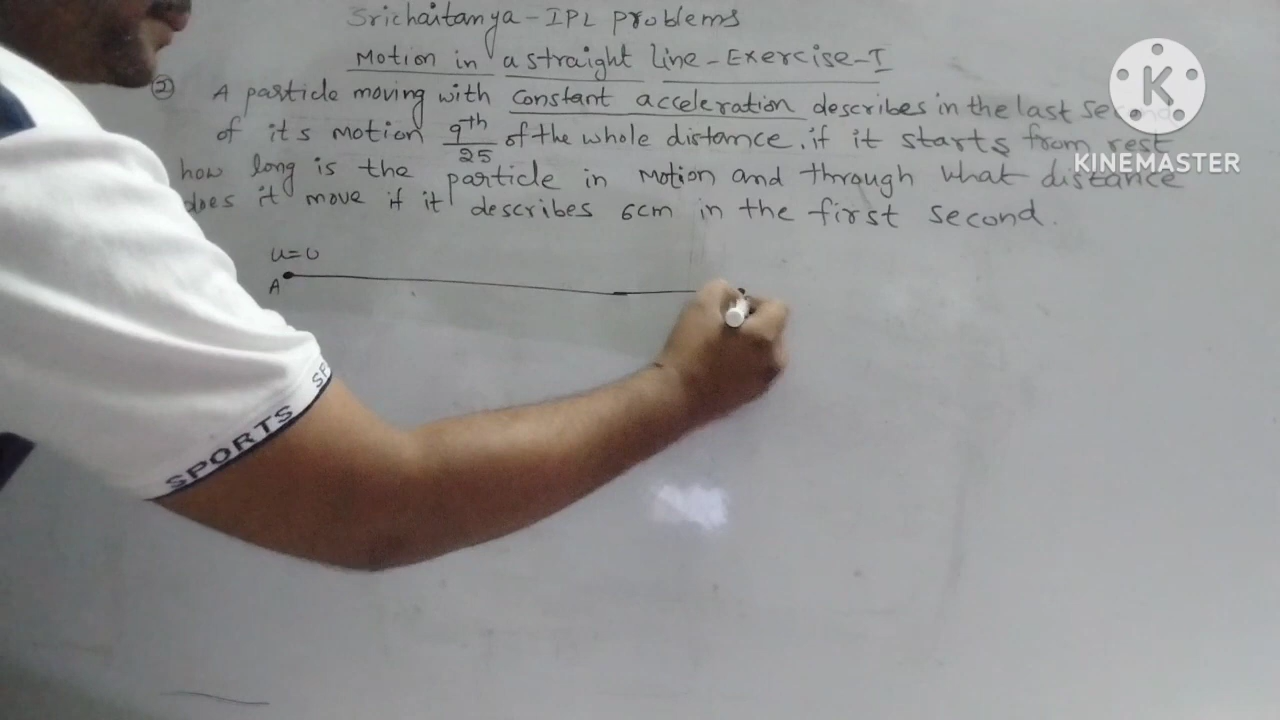 Srichaitanya - IPL problems
Motion in a straight line - Exercise - I
② A particle moving with constant acceleration describes in the last
of its motion 9th/25 of the whole distance. if it starts from rest
how long is the particle in motion and through what distance
does it move if it describes 6cm in the first second.
u=0
A
SPORTS SP
K
KINEMASTER